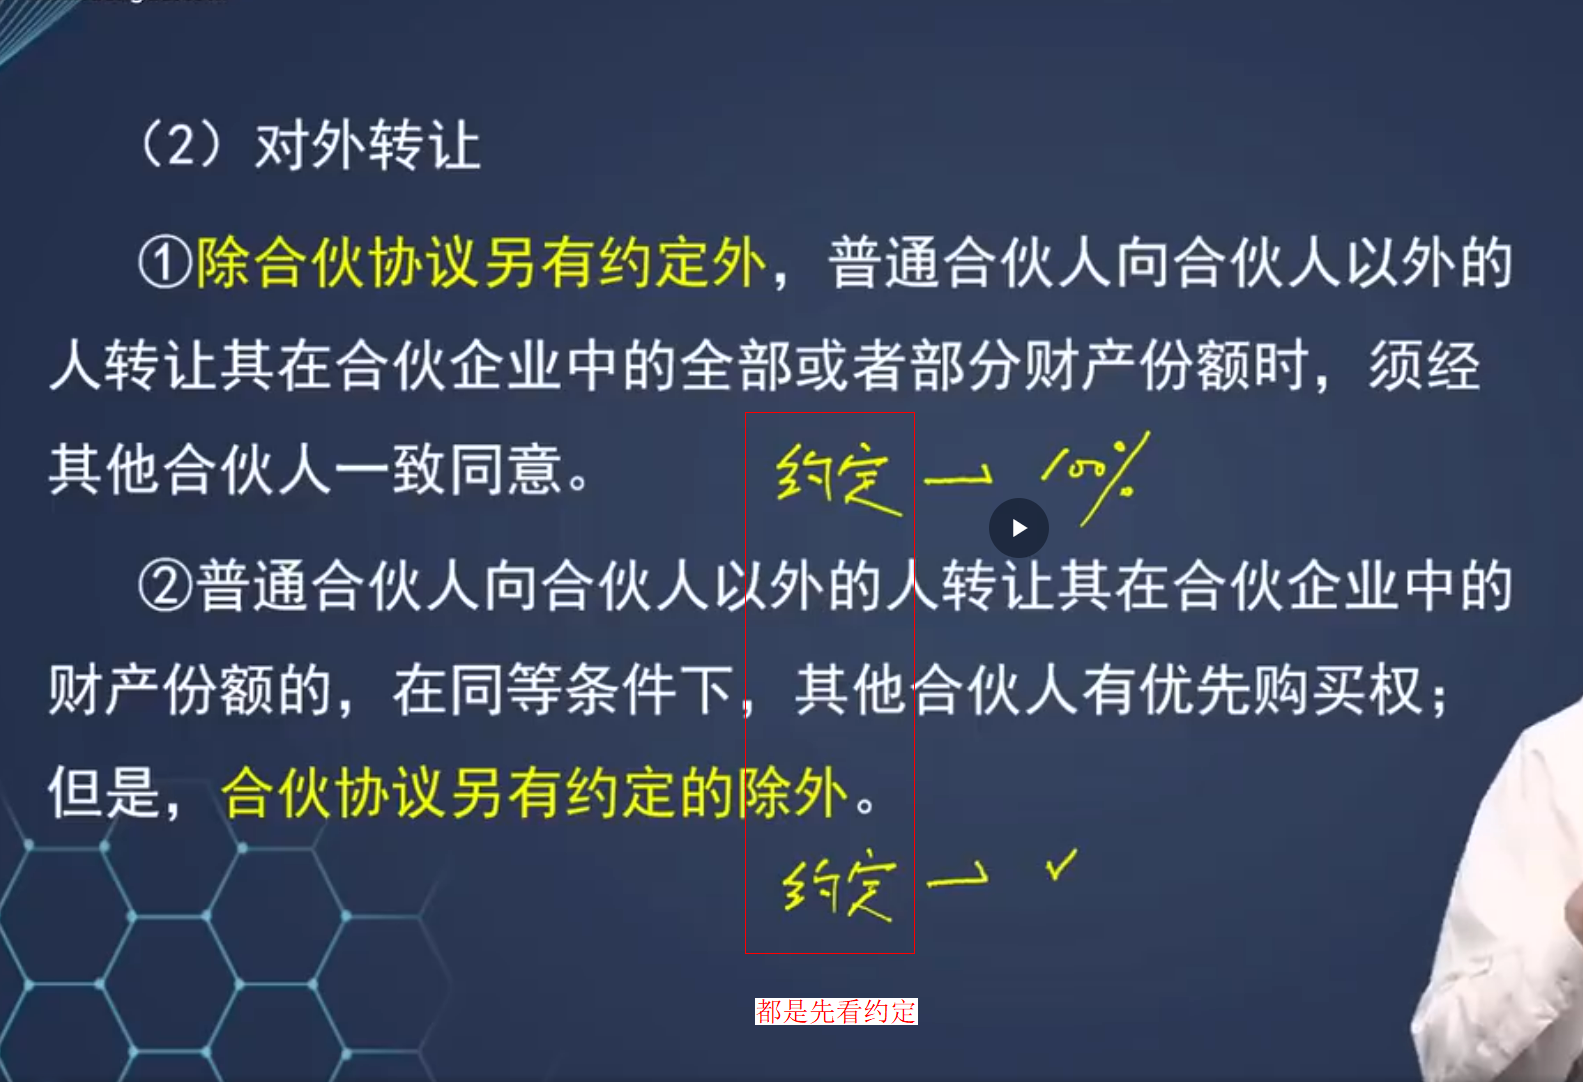 （2）对外转让
①除合伙协议另有约定外，普通合伙人向合伙人以外的
人转让其在合伙企业中的全部或者部分财产份额时，须经
其他合伙人一致同意。
约定 → 100%
②普通合伙人向合伙人以外的人转让其在合伙企业中的
财产份额的，在同等条件下，其他合伙人有优先购买权；
但是，合伙协议另有约定的除外。
约定 → ✓
都是先看约定